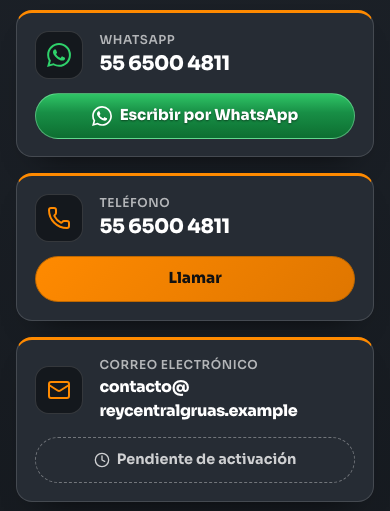 WHATSAPP
55 6500 4811
Escribir por WhatsApp
TELÉFONO
55 6500 4811
Llamar
CORREO ELECTRÓNICO
contacto@
reycentralgruas.example
Pendiente de activación